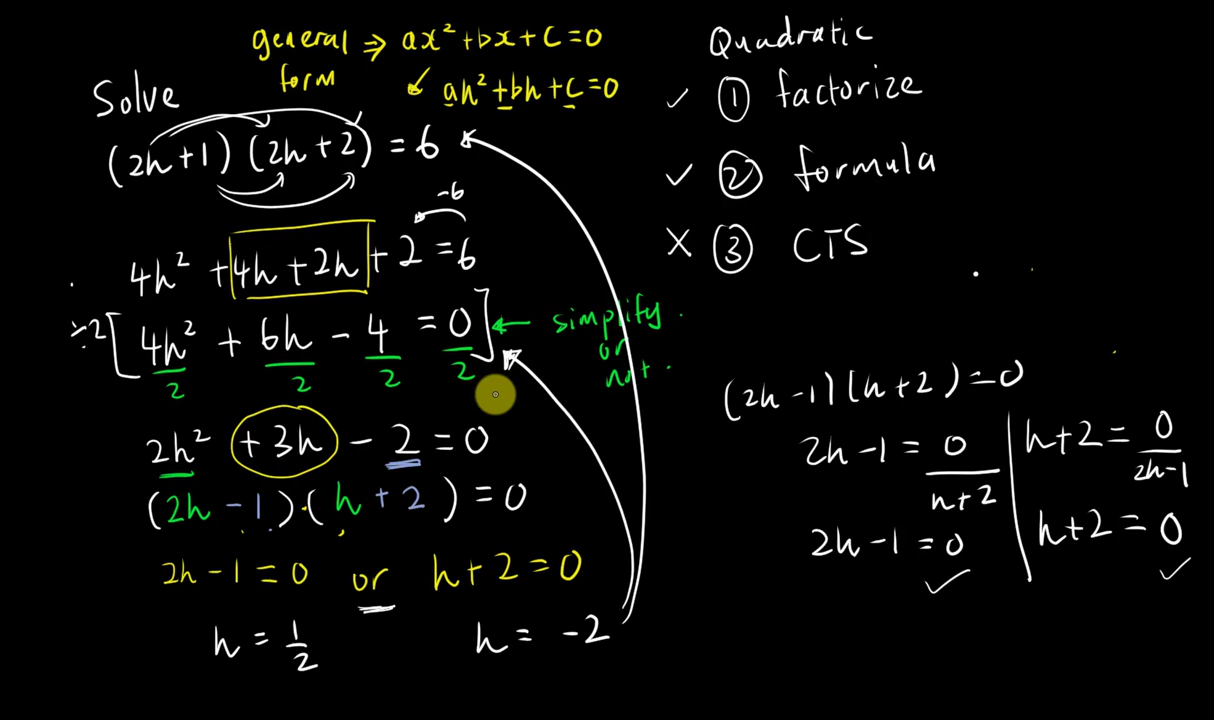 general ⇒ ax² + bx + c = 0
form
ah² + bh + c = 0
Solve
(2h + 1) (2h + 2) = 6
-6
4h² + 4h + 2h + 2 = 6
÷2 [ 4h²/2 + 6h/2 - 4/2 = 0/2 ] ← simplify
or
not.
2h² + 3h - 2 = 0
(2h - 1) · (h + 2) = 0
2h - 1 = 0 or h + 2 = 0
h = 1/2 h = -2
Quadratic
✓ ① factorize
✓ ② formula
X ③ CTS
(2h - 1)(h + 2) = 0
2h - 1 = 0/h+2 | h + 2 = 0/2h-1
2h - 1 = 0 ✓ | h + 2 = 0 ✓